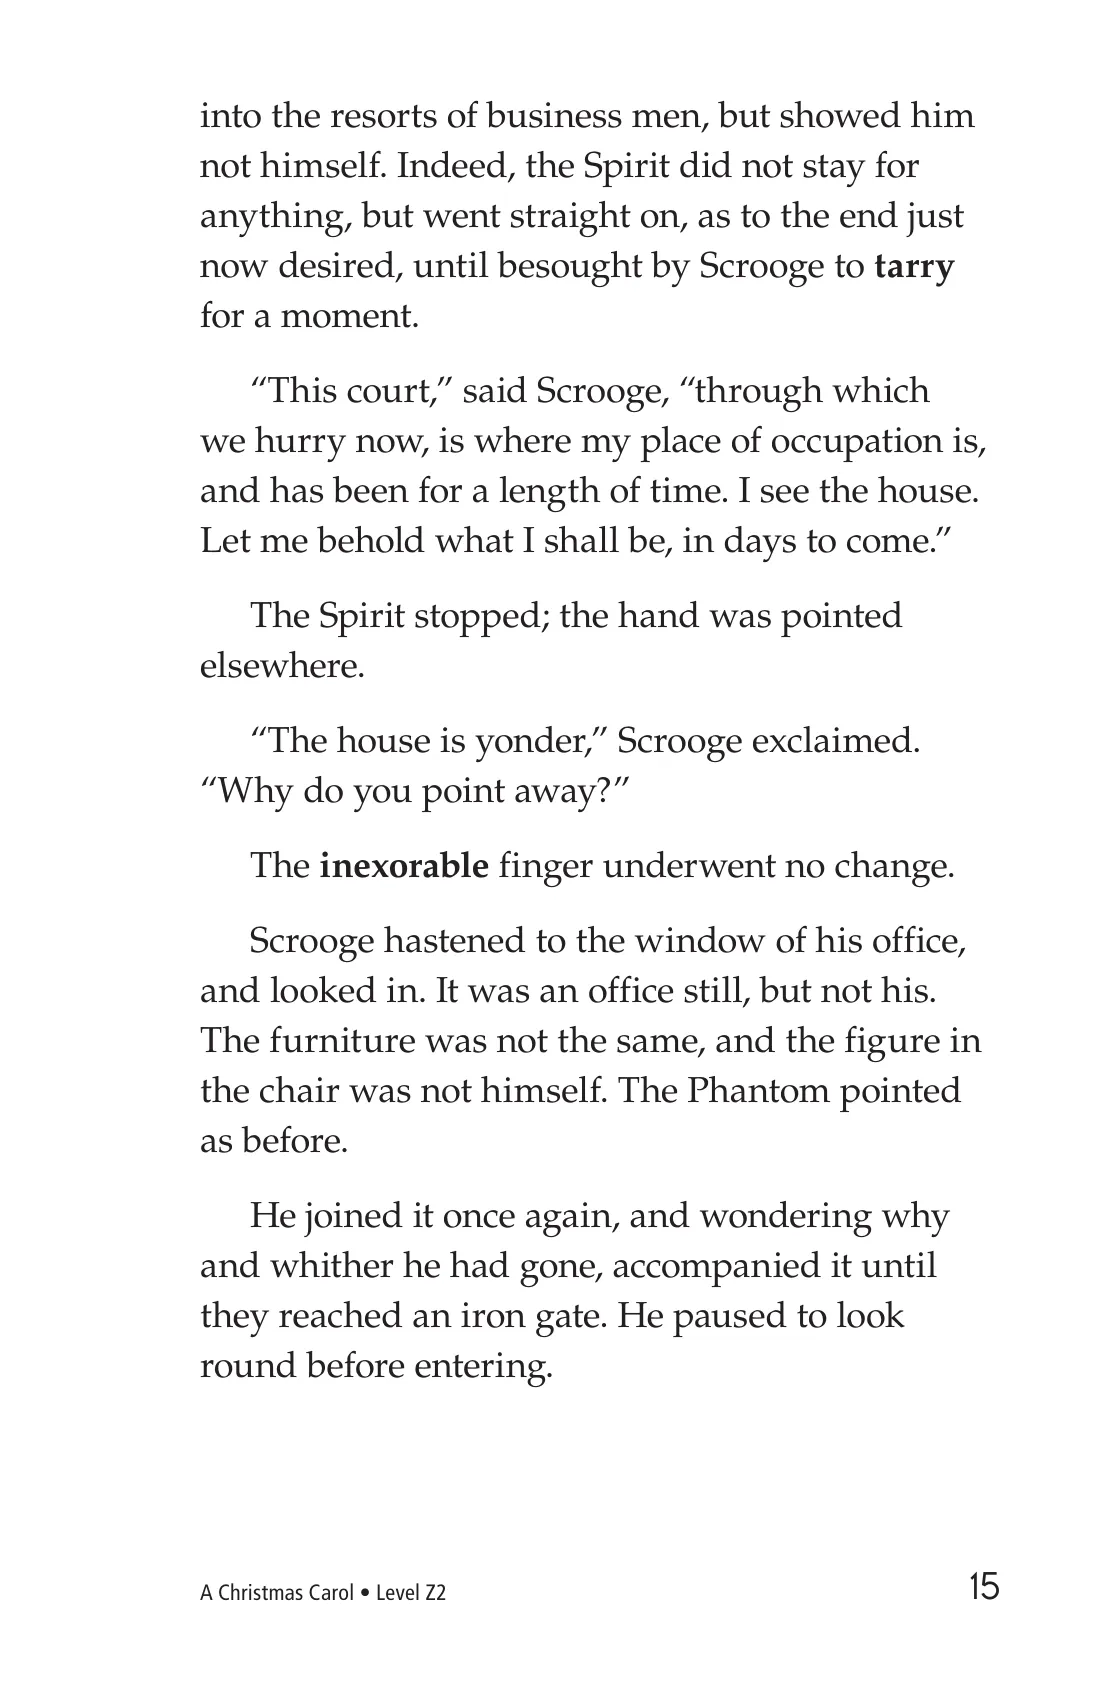 into the resorts of business men, but showed him
not himself. Indeed, the Spirit did not stay for
anything, but went straight on, as to the end just
now desired, until besought by Scrooge to tarry
for a moment.
“This court,” said Scrooge, “through which
we hurry now, is where my place of occupation is,
and has been for a length of time. I see the house.
Let me behold what I shall be, in days to come.”
The Spirit stopped; the hand was pointed
elsewhere.
“The house is yonder,” Scrooge exclaimed.
“Why do you point away?”
The inexorable finger underwent no change.
Scrooge hastened to the window of his office,
and looked in. It was an office still, but not his.
The furniture was not the same, and the figure in
the chair was not himself. The Phantom pointed
as before.
He joined it once again, and wondering why
and whither he had gone, accompanied it until
they reached an iron gate. He paused to look
round before entering.
A Christmas Carol • Level Z2
15